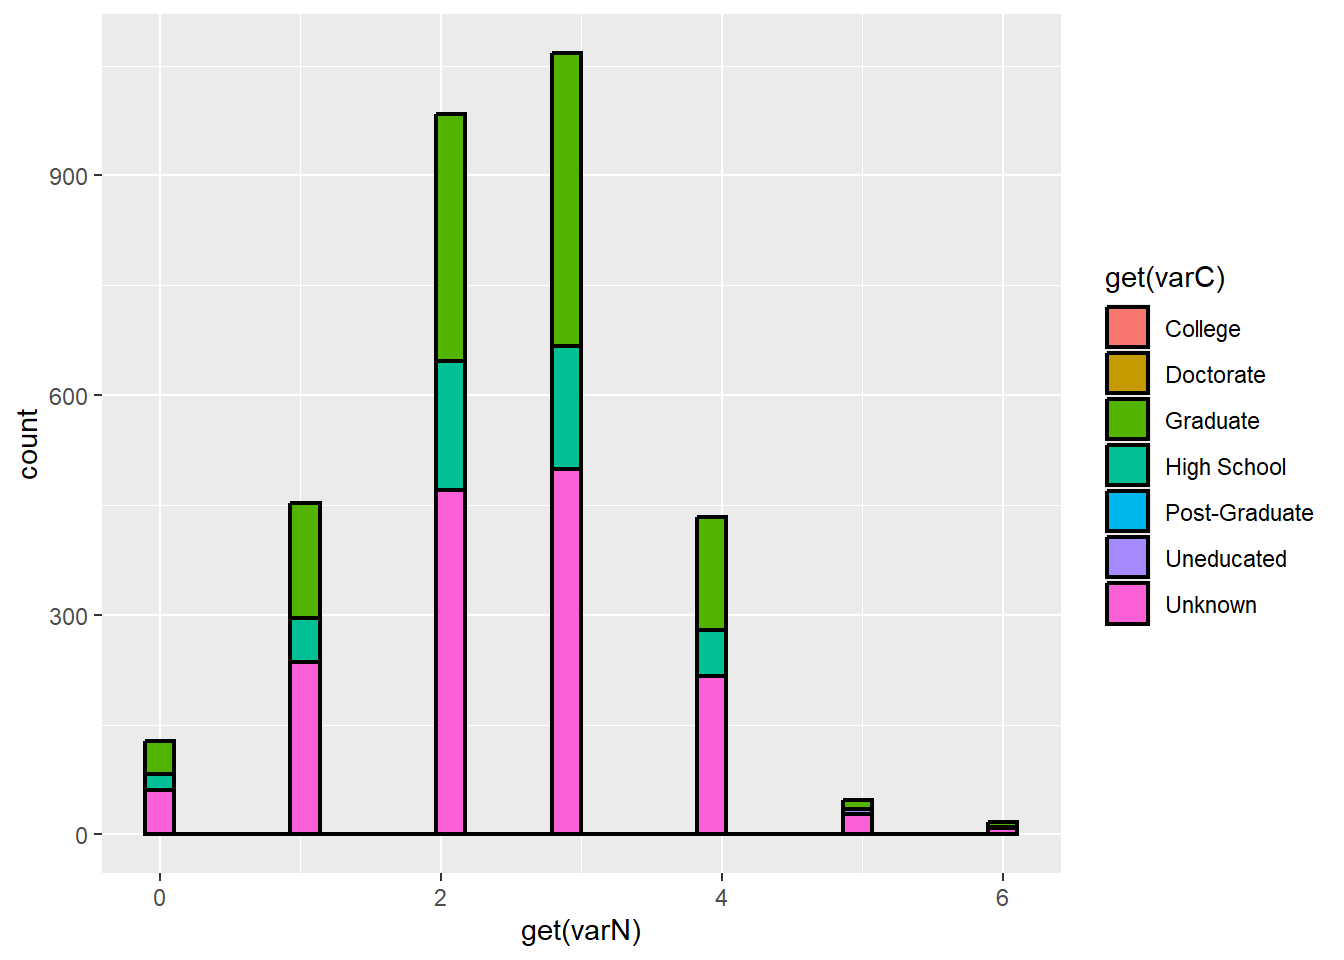 900
600
300
0
count
0 2 4 6
get(varN)
get(varC)
College
Doctorate
Graduate
High School
Post-Graduate
Uneducated
Unknown